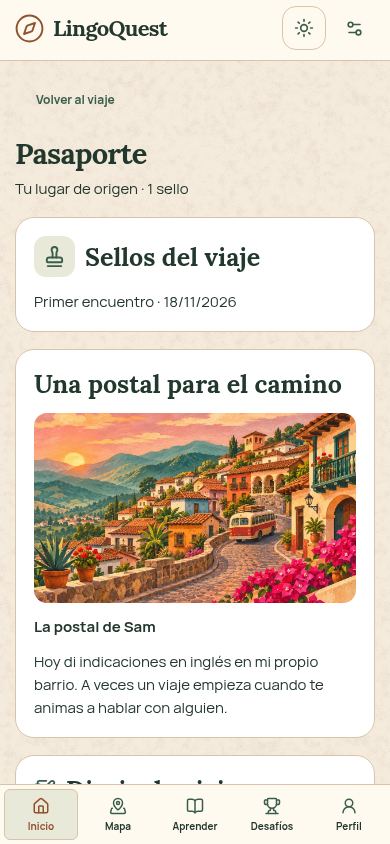 LingoQuest
Volver al viaje
Pasaporte
Tu lugar de origen · 1 sello
Sellos del viaje
Primer encuentro · 18/11/2026
Una postal para el camino
La postal de Sam
Hoy di indicaciones en inglés en mi propio
barrio. A veces un viaje empieza cuando te
animas a hablar con alguien.
Inicio
Mapa
Aprender
Desafíos
Perfil